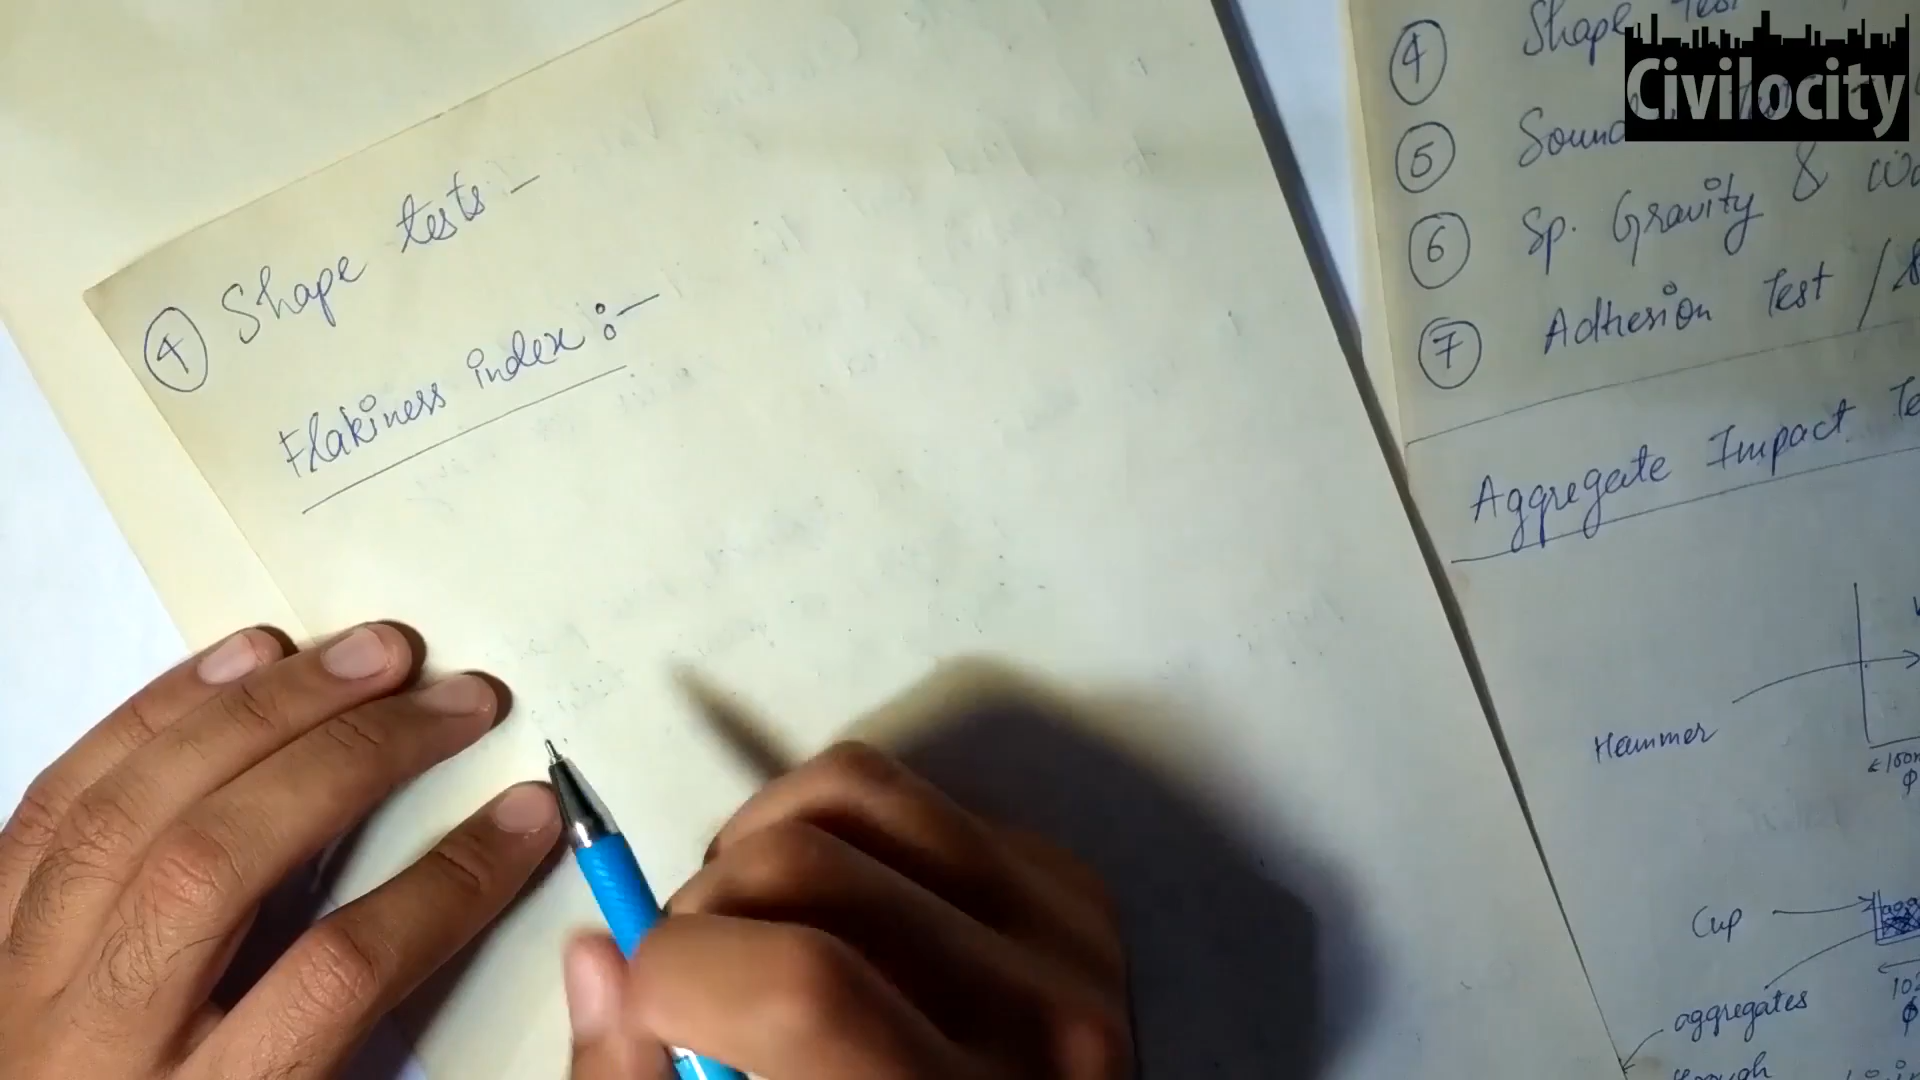 ④ Shape tests -
Flakiness index :-
④ Shape Test
⑤
⑥ Sp. Gravity &
⑦ Adhesion Test /
Aggregate Impact
Hammer
Cup
aggregates
φ
φ
Civilocity